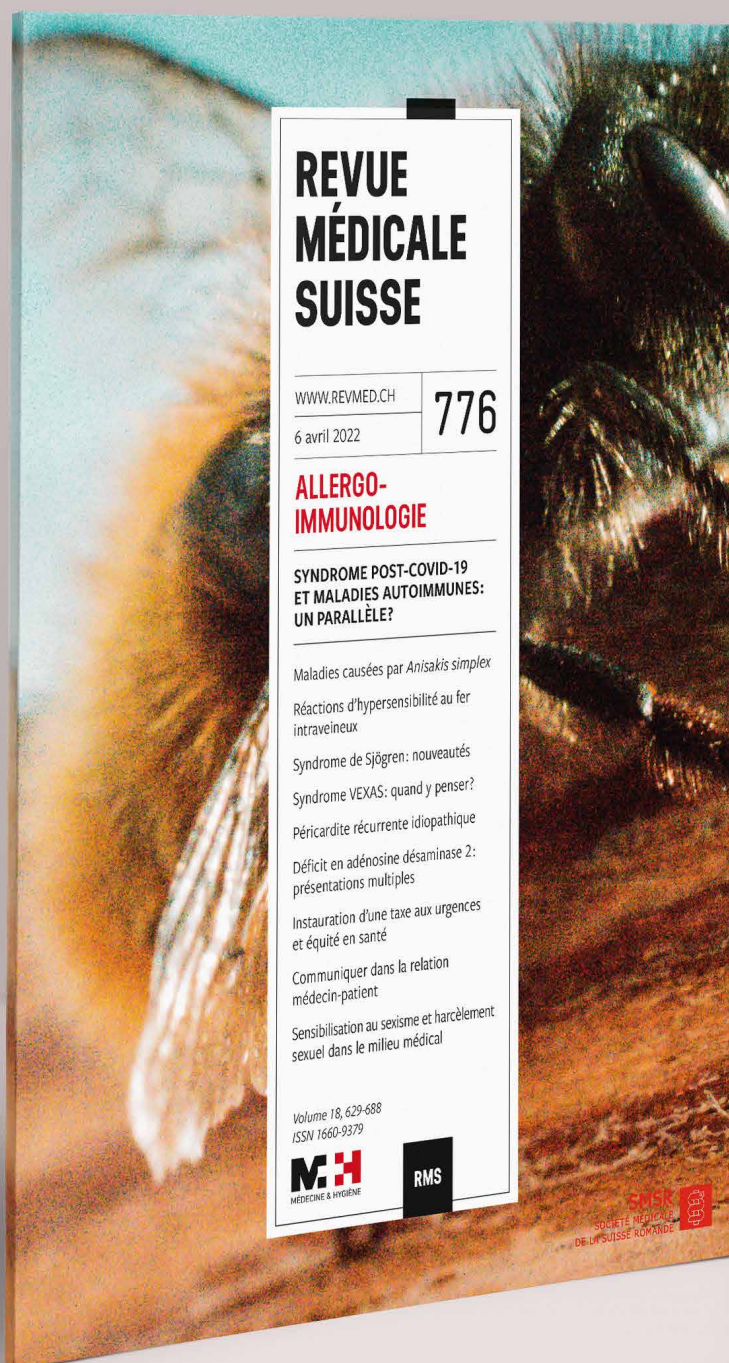 REVUE
MÉDICALE
SUISSE
WWW.REVMED.CH
776
6 avril 2022
ALLERGO-
IMMUNOLOGIE
SYNDROME POST-COVID-19
ET MALADIES AUTOIMMUNES:
UN PARALLÈLE?
Maladies causées par Anisakis simplex
Réactions d'hypersensibilité au fer
intraveineux
Syndrome de Sjögren: nouveautés
Syndrome VEXAS: quand y penser?
Péricardite récurrente idiopathique
Déficit en adénosine désaminase 2:
présentations multiples
Instauration d'une taxe aux urgences
et équité en santé
Communiquer dans la relation
médecin-patient
Sensibilisation au sexisme et harcèlement
sexuel dans le milieu médical
Volume 18, 629-688
ISSN 1660-9379
M+H
MÉDECINE & HYGIÈNE
RMS
SMSR
SOCIÉTÉ MÉDICALE
DE LA SUISSE ROMANDE